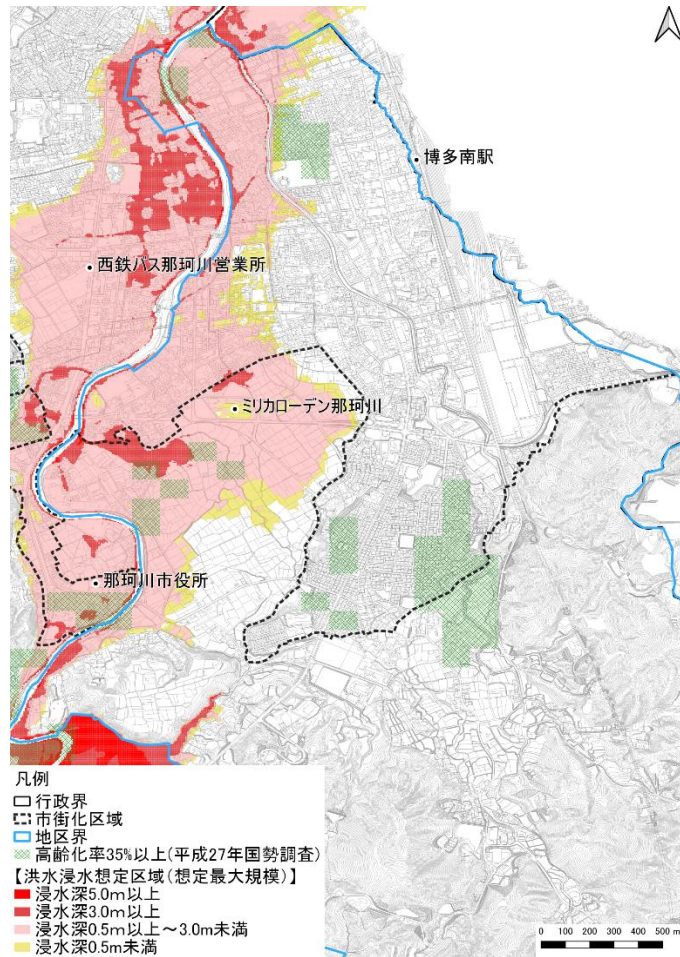 博多南駅
西鉄バス那珂川営業所
ミリカローデン那珂川
那珂川市役所
凡例
行政界
市街化区域
地区界
高齢化率35%以上(平成27年国勢調査)
【洪水浸水想定区域(想定最大規模)】
浸水深5.0m以上
浸水深3.0m以上
浸水深0.5m以上～3.0m未満
浸水深0.5m未満
0 100 200 300 400 500 m